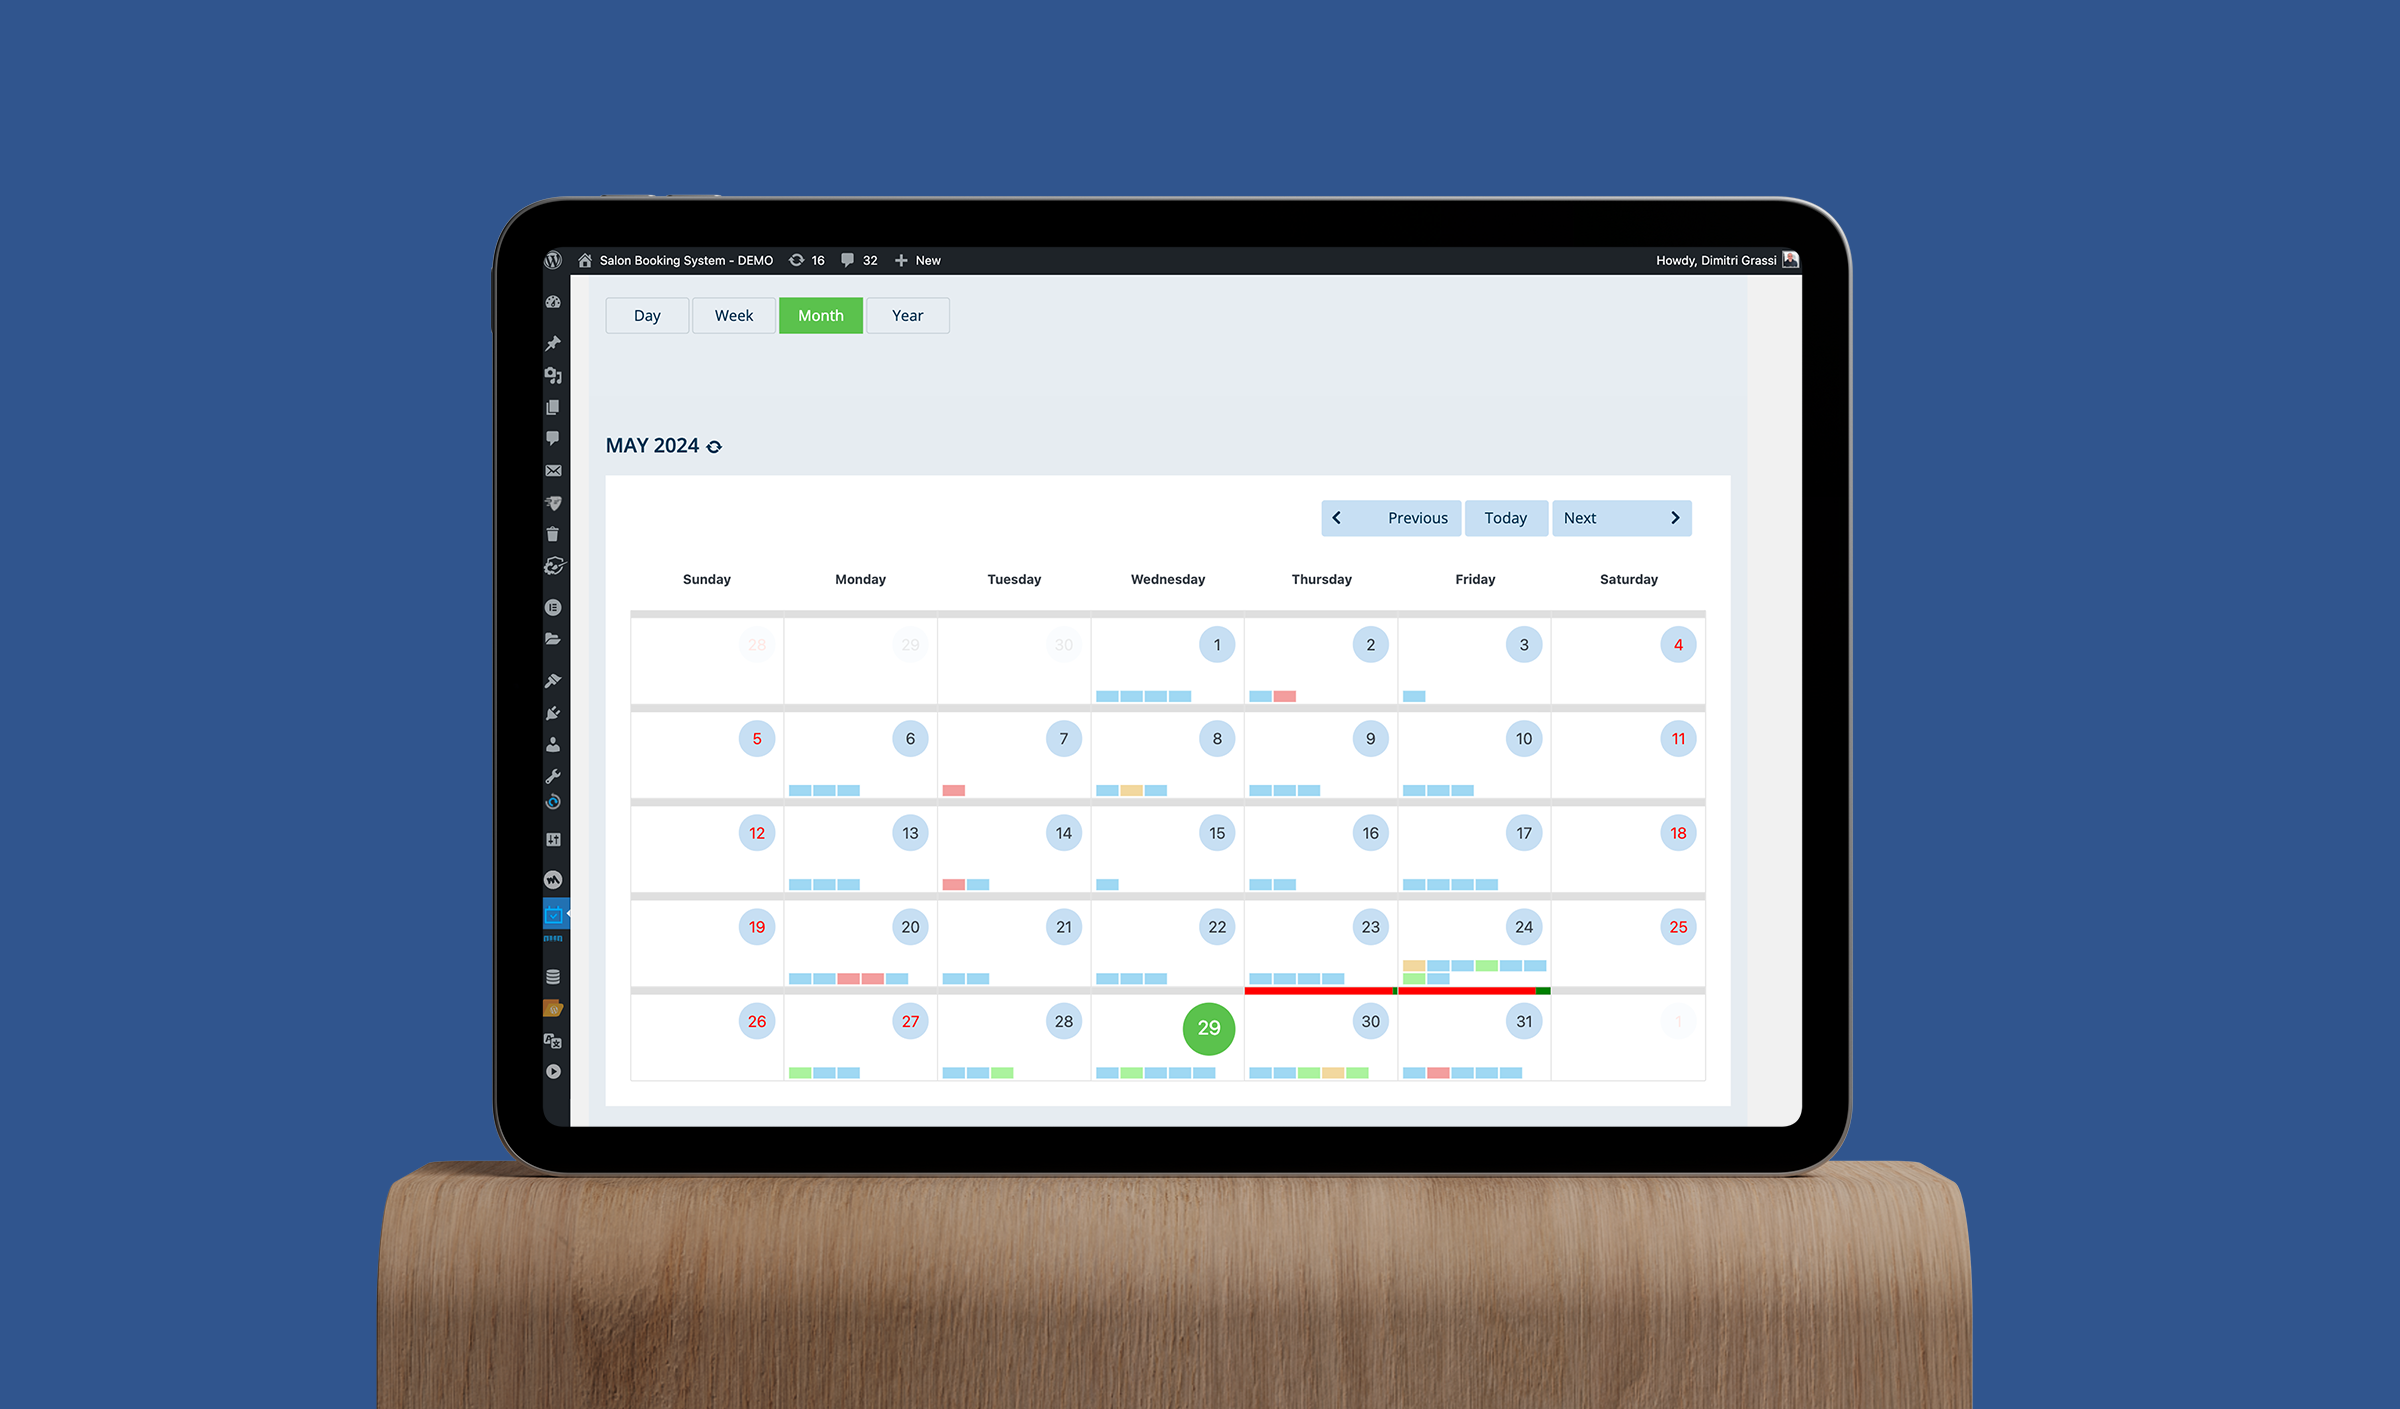 Salon Booking System - DEMO 16 32 New Howdy, Dimitri Grassi
Day Week Month Year
MAY 2024
Previous Today Next
Sunday Monday Tuesday Wednesday Thursday Friday Saturday
28 29 30 1 2 3 4
5 6 7 8 9 10 11
12 13 14 15 16 17 18
19 20 21 22 23 24 25
26 27 28 29 30 31 1